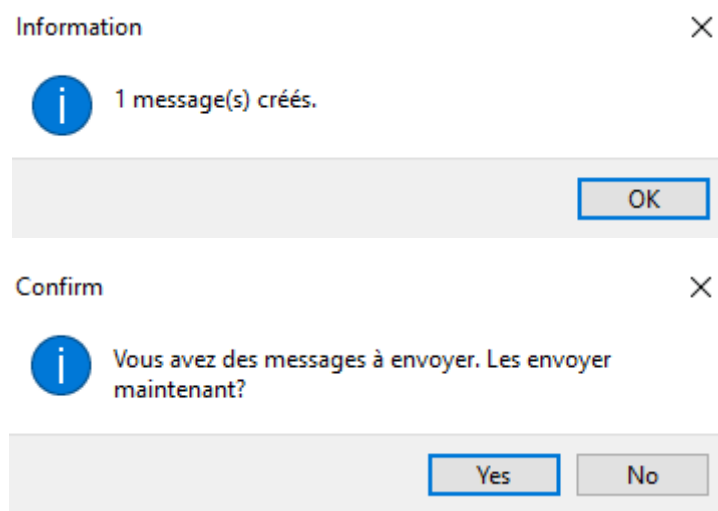 Information
1 message(s) créés.
OK
Confirm
Vous avez des messages à envoyer. Les envoyer
maintenant?
Yes No